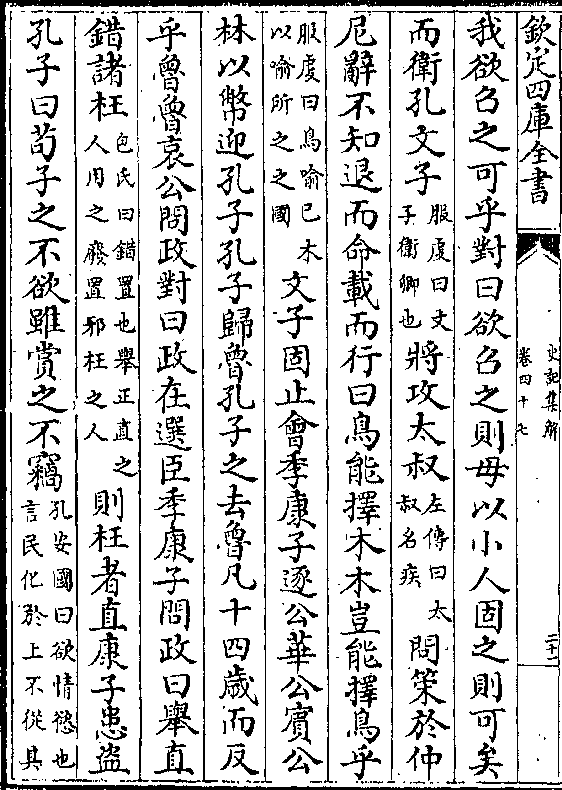 欽定四庫全書
史記集解
卷四十七
二十一
我欲召之可乎對曰欲召之則毋以小人固之則可矣
而衛孔文子服虔曰文子衛卿也將攻太叔左傳曰太叔名疾問策於仲
尼辭不知退而命載而行曰鳥能擇木木豈能擇鳥乎
服虔曰鳥喻己木以喻所之之國文子固止會季康子逐公華公賓公
林以幣迎孔子孔子歸魯孔子之去魯凡十四歲而反
乎魯魯哀公問政對曰政在選臣季康子問政曰舉直
錯諸枉包氏曰錯置也舉正直之人用之廢置邪枉之人則枉者直康子患盜
孔子曰苟子之不欲雖賞之不竊孔安國曰欲情慾也言民化於上不從其